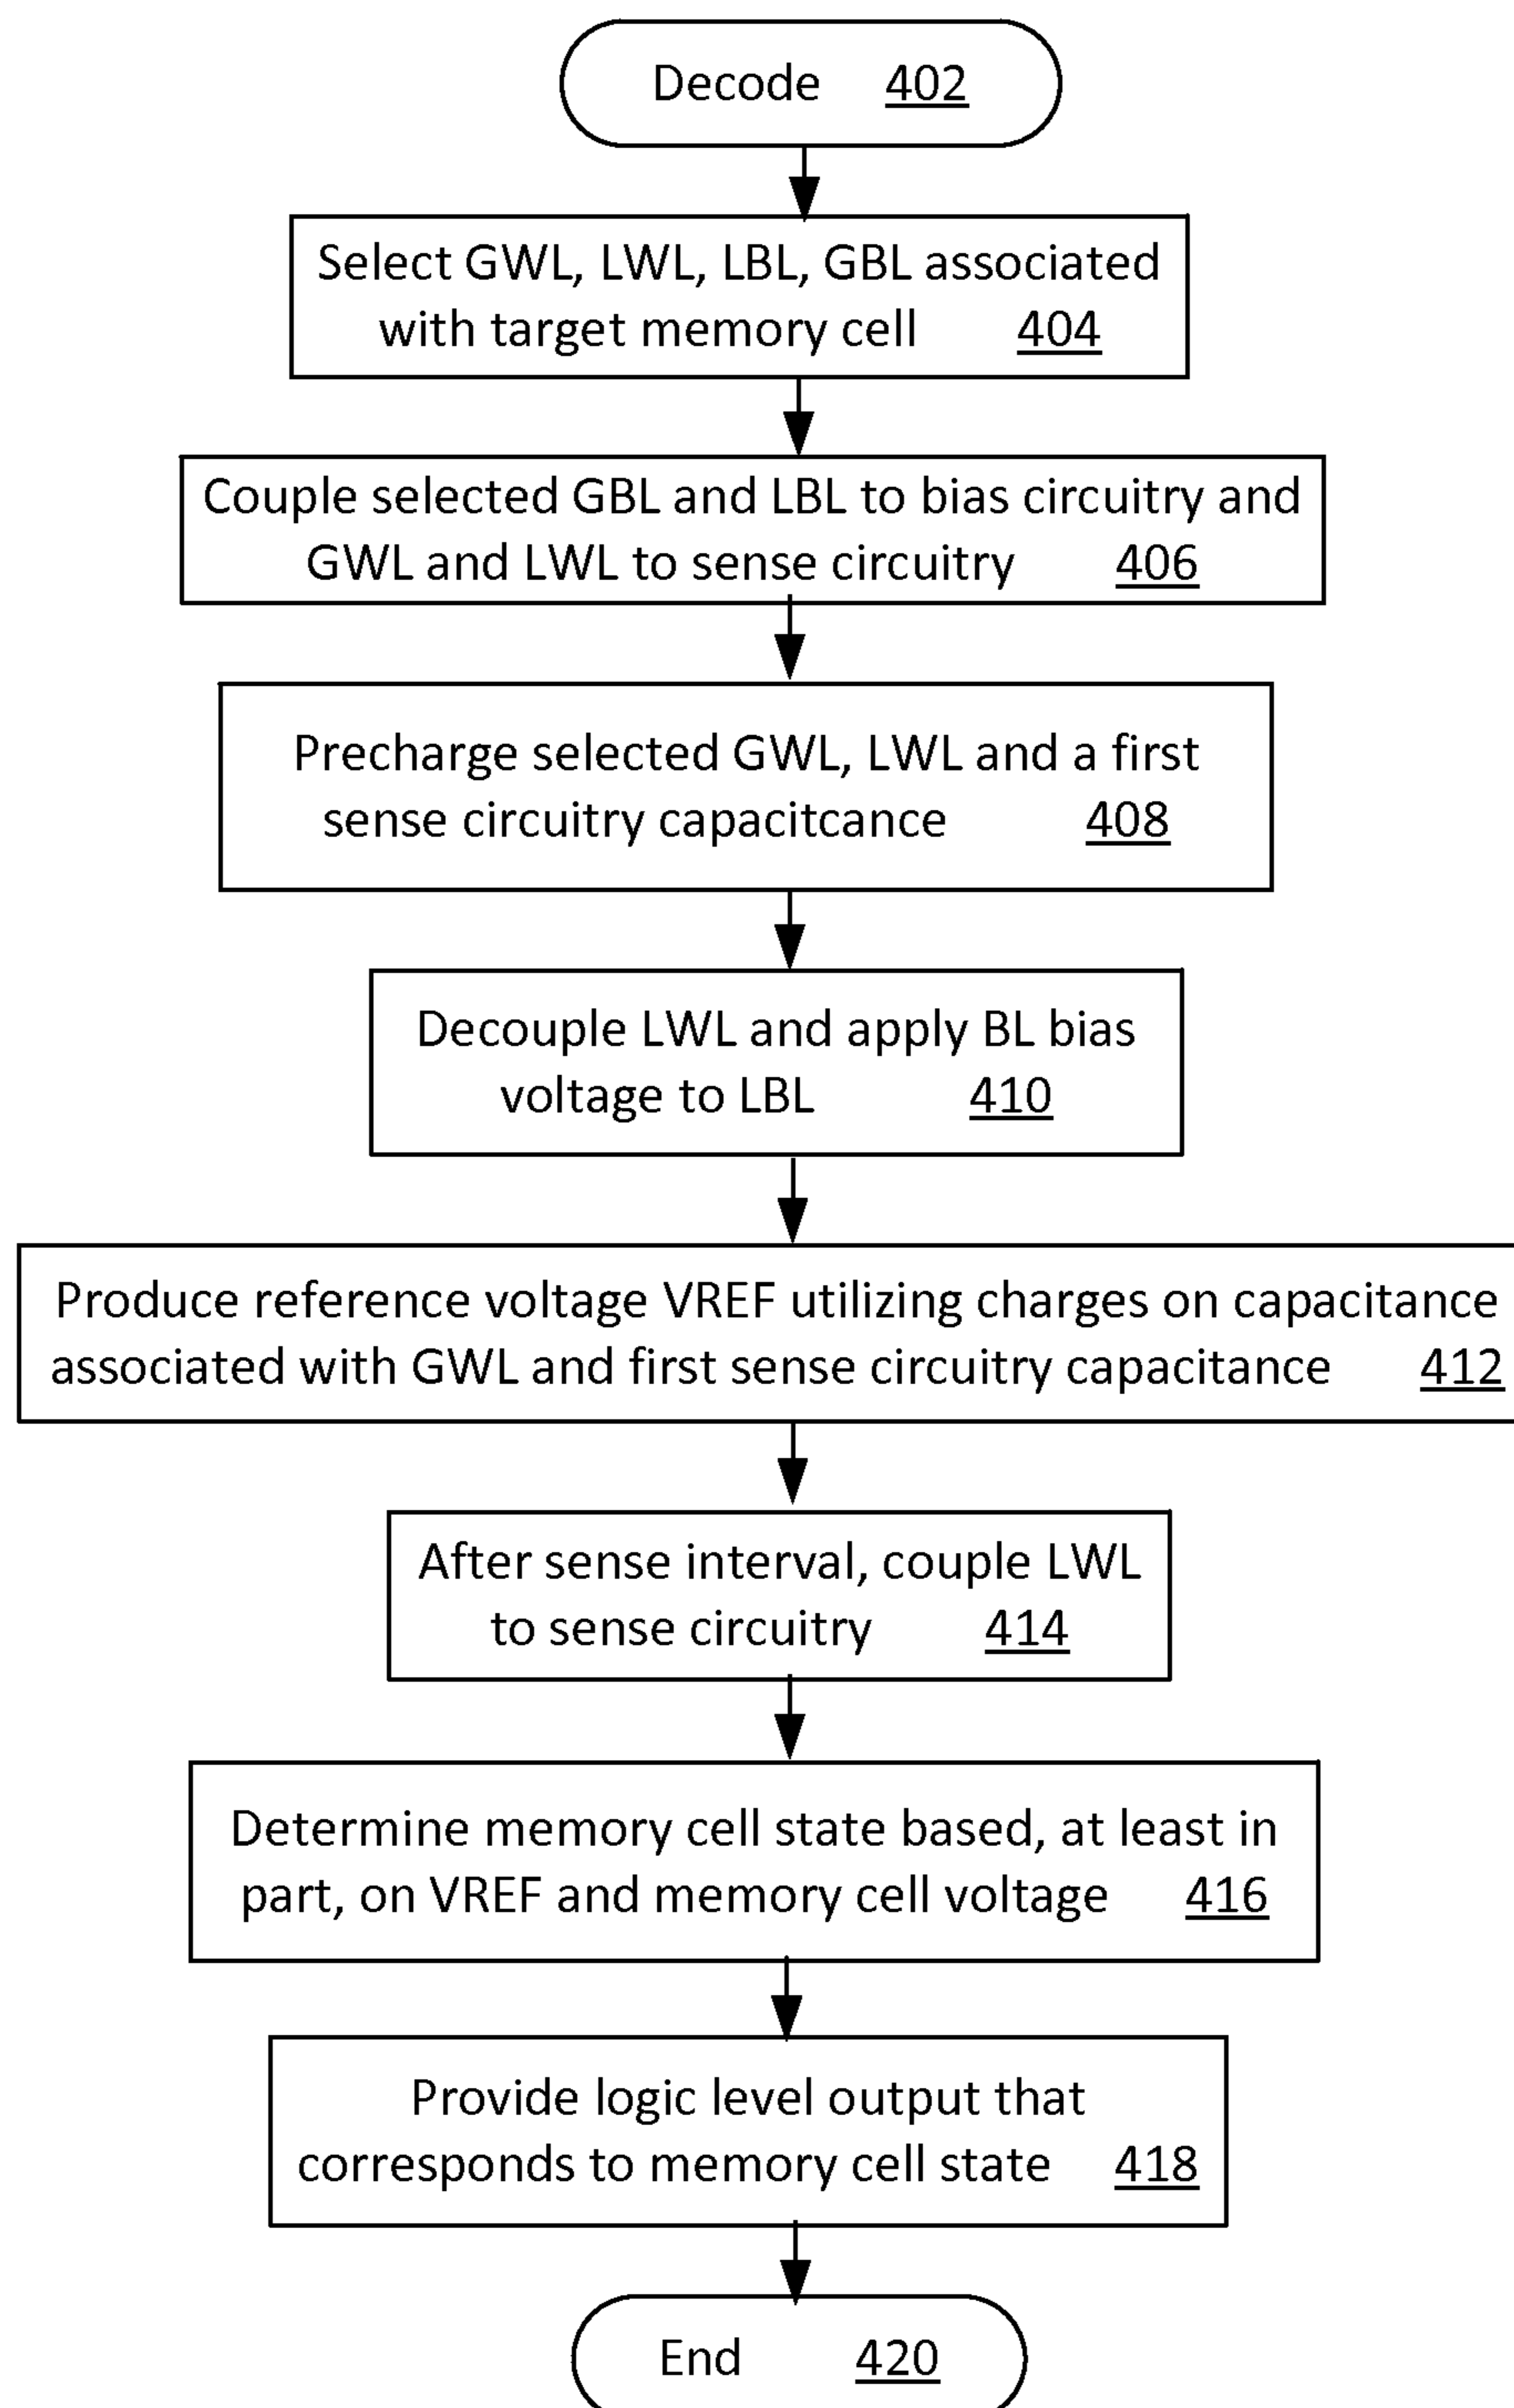 Decode 402
Select GWL, LWL, LBL, GBL associated
with target memory cell 404
Couple selected GBL and LBL to bias circuitry and
GWL and LWL to sense circuitry 406
Precharge selected GWL, LWL and a first
sense circuitry capacitcance 408
Decouple LWL and apply BL bias
voltage to LBL 410
Produce reference voltage VREF utilizing charges on capacitance
associated with GWL and first sense circuitry capacitance 412
After sense interval, couple LWL
to sense circuitry 414
Determine memory cell state based, at least in
part, on VREF and memory cell voltage 416
Provide logic level output that
corresponds to memory cell state 418
End 420